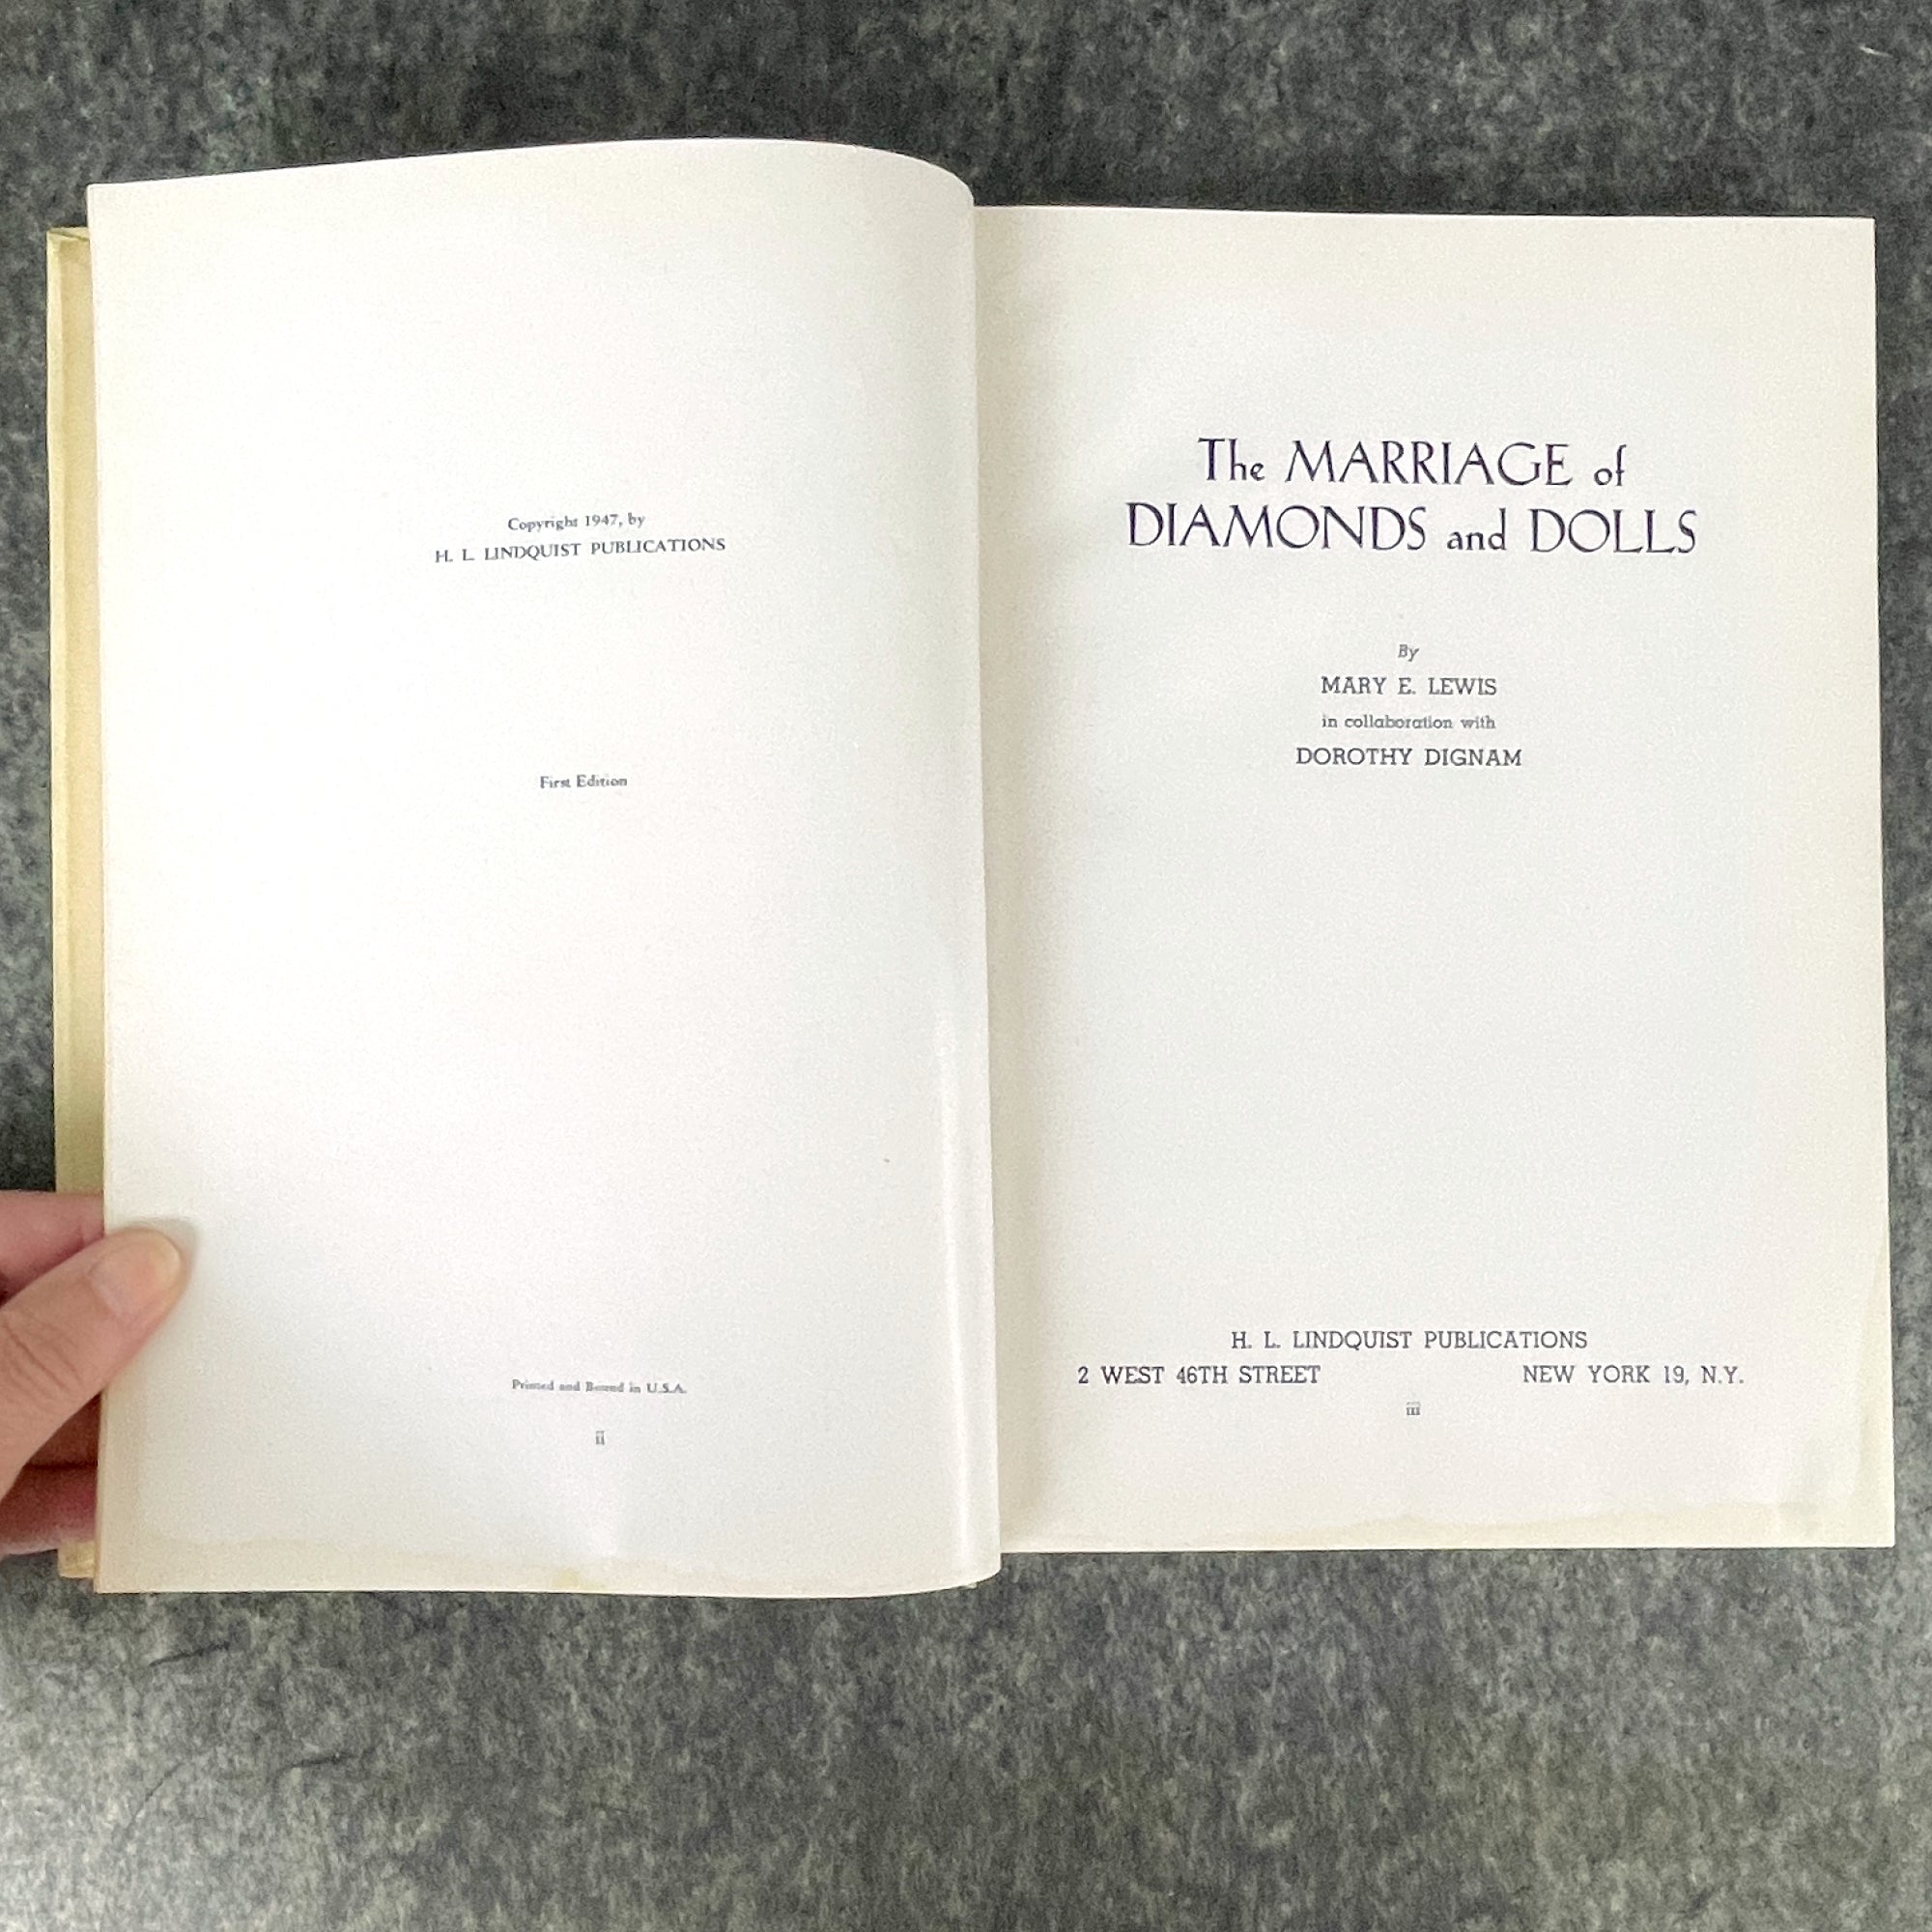 Copyright 1947, by
H. L. LINDQUIST PUBLICATIONS
First Edition
Printed and Bound in U.S.A.
ii
The MARRIAGE of
DIAMONDS and DOLLS
By
MARY E. LEWIS
in collaboration with
DOROTHY DIGNAM
H. L. LINDQUIST PUBLICATIONS
2 WEST 46TH STREET NEW YORK 19, N.Y.
iii